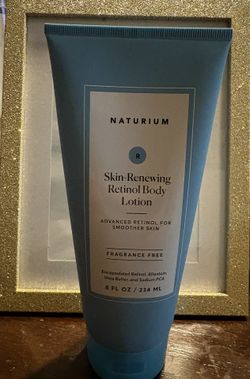 NATURIUM
R
Skin-Renewing
Retinol Body
Lotion
ADVANCED RETINOL FOR
SMOOTHER SKIN
FRAGRANCE FREE
Encapsulated Retinol, Allantoin,
Shea Butter, and Sodium PCA
8 FL OZ / 234 ML